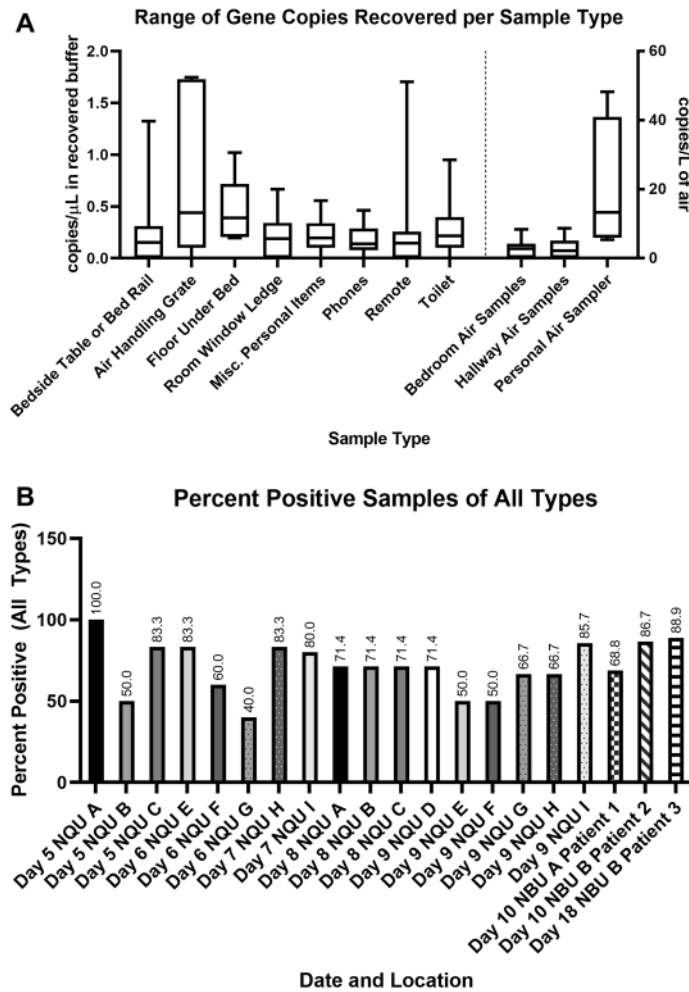 A
Range of Gene Copies Recovered per Sample Type
copies/μL in recovered buffer
2.0
1.5
1.0
0.5
0.0
60
40
20
0
copies/L of air
Bedside Table or Bed Rail
Air Handling Grate
Floor Under Bed
Room Window Ledge
Misc. Personal Items
Phones
Remote
Toilet
Bedroom Air Samples
Hallway Air Samples
Personal Air Sampler
Sample Type
B
Percent Positive Samples of All Types
Percent Positive (All Types)
150
100
50
0
100.0
50.0
83.3
83.3
60.0
40.0
83.3
80.0
71.4
71.4
71.4
71.4
50.0
50.0
66.7
66.7
85.7
68.8
86.7
88.9
Day 5 NQU A
Day 5 NQU B
Day 5 NQU C
Day 6 NQU E
Day 6 NQU F
Day 6 NQU G
Day 7 NQU H
Day 7 NQU I
Day 8 NQU A
Day 8 NQU B
Day 8 NQU C
Day 9 NQU D
Day 9 NQU E
Day 9 NQU F
Day 9 NQU G
Day 9 NQU H
Day 9 NQU I
Day 10 NBU A Patient 1
Day 10 NBU B Patient 2
Day 18 NBU B Patient 3
Date and Location